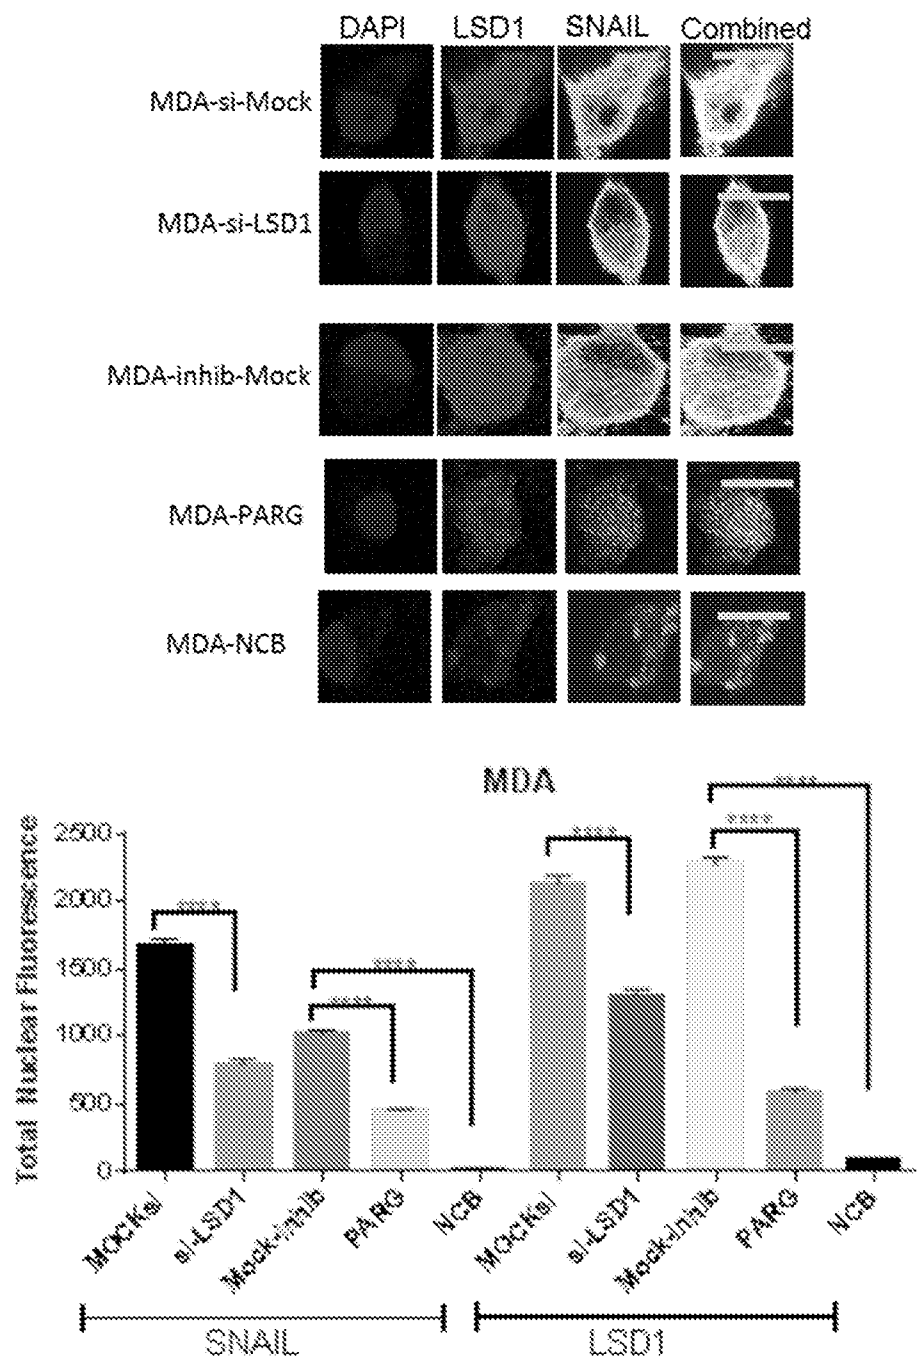 DAPI LSD1 SNAIL Combined
MDA-si-Mock
MDA-si-LSD1
MDA-inhib-Mock
MDA-PARG
MDA-NCB
MDA
Total Nuclear Fluorescence
2500
2000
1500
1000
500
0
****
****
****
****
****
****
MOCKsi si-LSD1 Mock-inhib PARG NCB MOCKsi si-LSD1 Mock-inhib PARG NCB
SNAIL LSD1